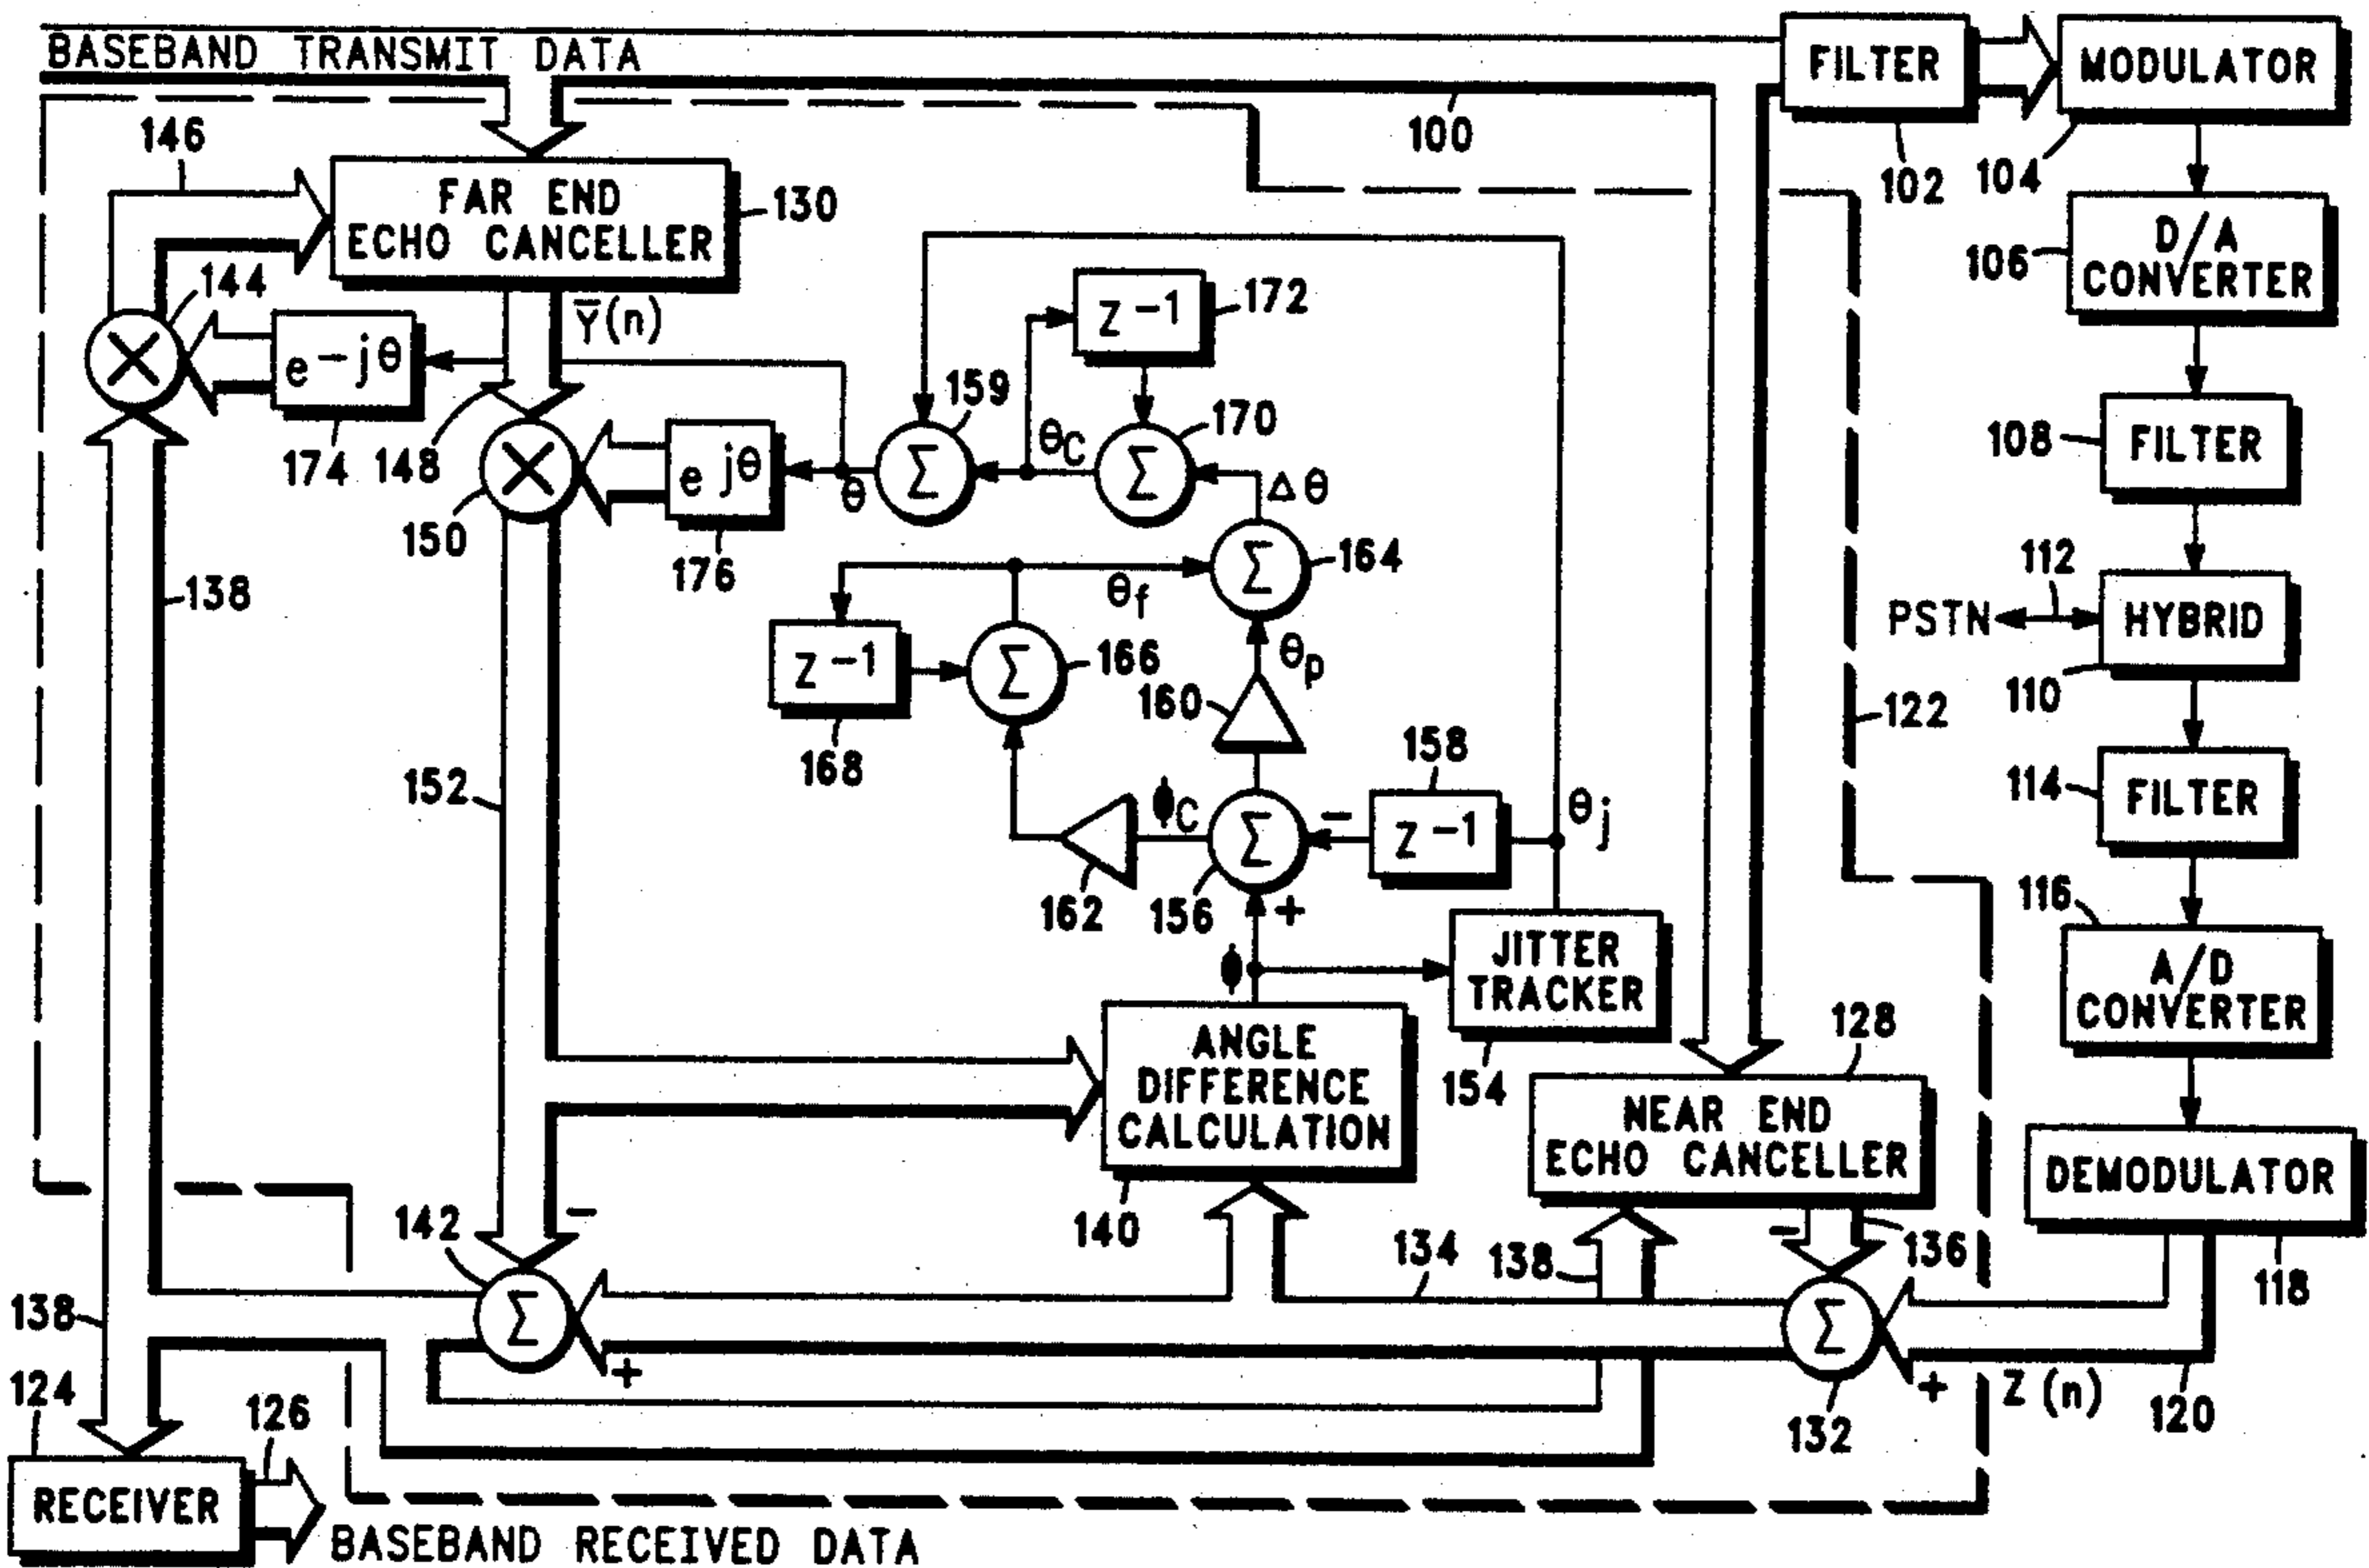 BASEBAND TRANSMIT DATA
FILTER
MODULATOR
146
100
102
104
FAR END
ECHO CANCELLER
130
D/A
CONVERTER
106
144
Y̅(n)
Z⁻¹
172
e⁻ʲθ
174
148
159
170
108
FILTER
×
×
150
e ʲθ
176
θ
Σ
θC
Σ
Δθ
138
θf
Σ
164
112
PSTN
HYBRID
110
Z⁻¹
168
Σ
166
θp
160
158
122
152
162
ϕC
Σ
156
−
Z⁻¹
θj
114
FILTER
+
ϕ
JITTER
TRACKER
154
116
A/D
CONVERTER
ANGLE
DIFFERENCE
CALCULATION
140
128
NEAR END
ECHO CANCELLER
DEMODULATOR
118
142
−
134
138
−
136
138
Σ
+
Σ
132
+
Z (n)
120
124
126
RECEIVER
BASEBAND RECEIVED DATA